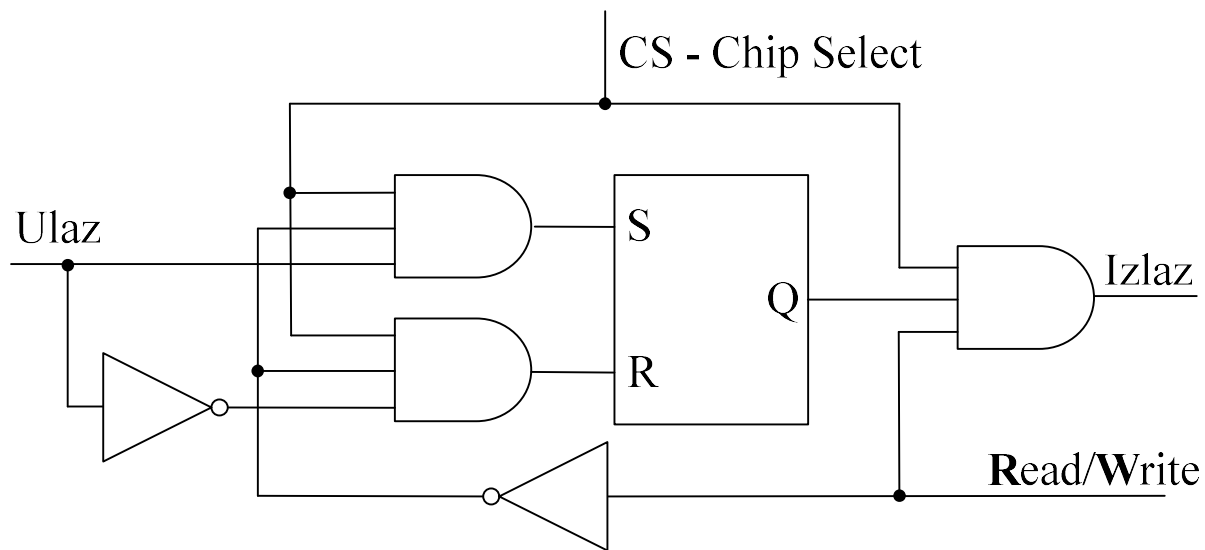 CS - Chip Select
Ulaz
S
Izlaz
Q
R
Read/Write